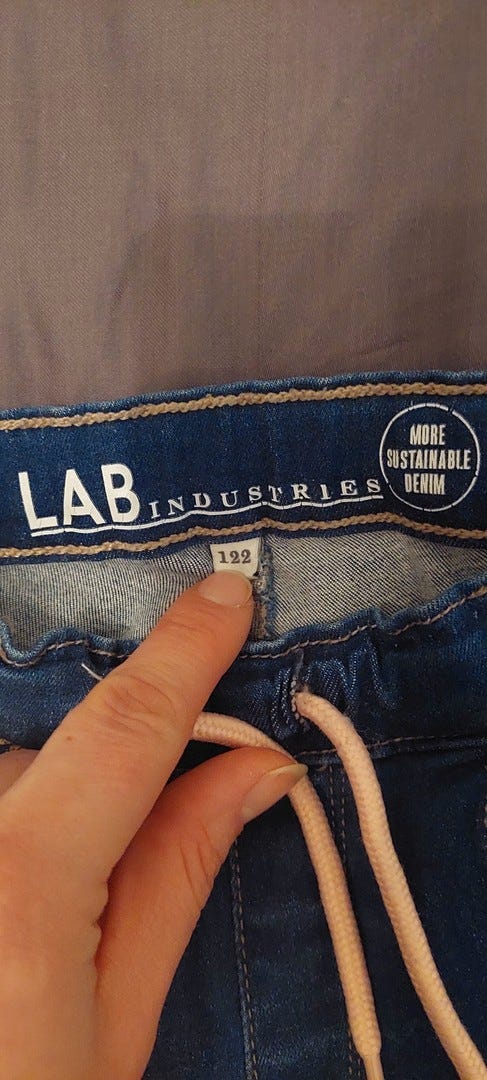 MORE
SUSTAINABLE
DENIM
LAB INDUSTRIES
122